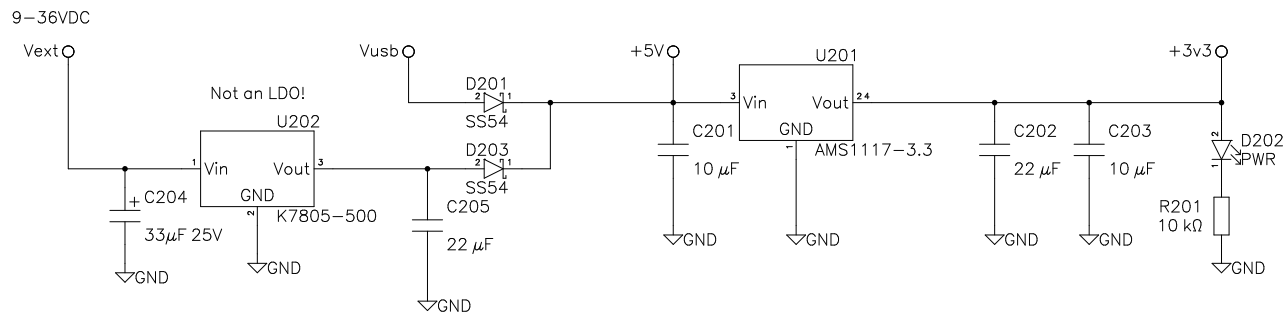 9-36VDC
Vext
Vusb
+5V
+3v3
U201
D201
2 1
SS54
Not an LDO!
U202
D203
2 1
SS54
1 Vin Vout 3
GND
2
K7805-500
3 Vin Vout 24
GND
1
AMS1117-3.3
C201
10 µF
GND
GND
C202
22 µF
GND
C203
10 µF
GND
2
D202
PWR
1
R201
10 kΩ
GND
+ C204
33µF 25V
GND
GND
C205
22 µF
GND